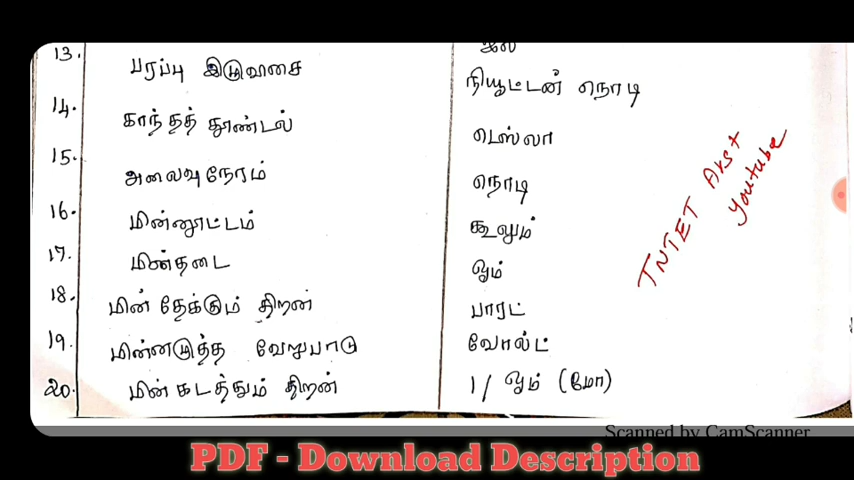 13. பரப்பு இழுவிசை
14. காந்தத் தூண்டல் நியூட்டன் நொடி
15. அலைவுநேரம் டெஸ்லா
நொடி
16. மின்னூட்டம் கூலும்
17. மின்தடை ஓம்
18. மின் தேக்கும் திறன் பாரட்
19. மின்னழுத்த வேறுபாடு வோல்ட்
20. மின் கடத்தும் திறன் 1/ ஓம் (மோ)
TNTET Akst
youtube
Scanned by CamScanner
PDF - Download Description